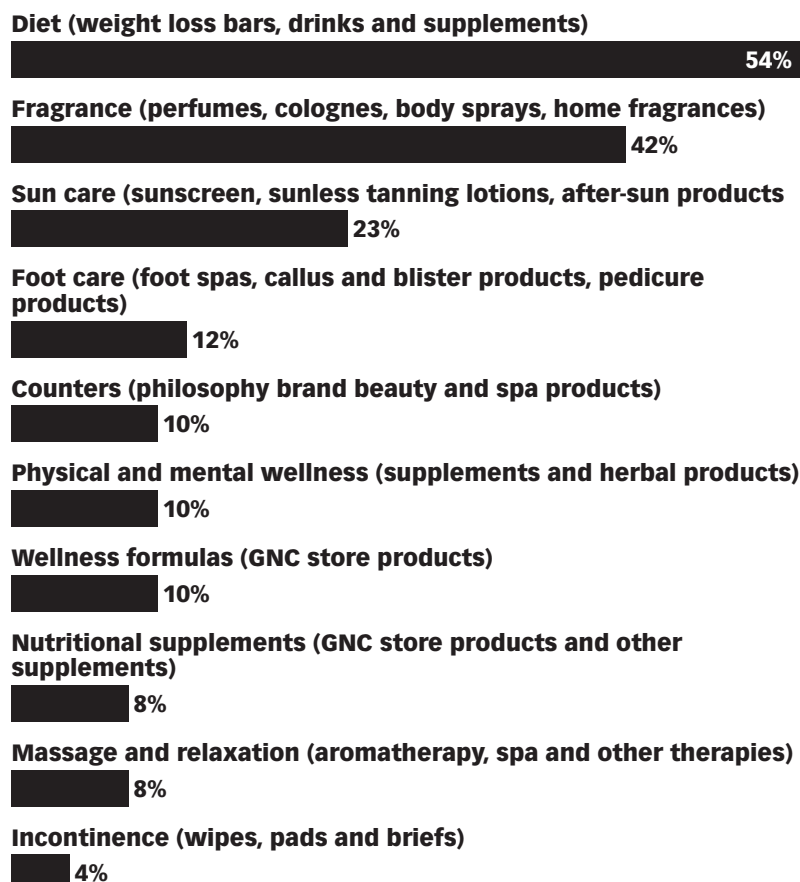 Diet (weight loss bars, drinks and supplements)
54%
Fragrance (perfumes, colognes, body sprays, home fragrances)
42%
Sun care (sunscreen, sunless tanning lotions, after-sun products
23%
Foot care (foot spas, callus and blister products, pedicure
products)
12%
Counters (philosophy brand beauty and spa products)
10%
Physical and mental wellness (supplements and herbal products)
10%
Wellness formulas (GNC store products)
10%
Nutritional supplements (GNC store products and other
supplements)
8%
Massage and relaxation (aromatherapy, spa and other therapies)
8%
Incontinence (wipes, pads and briefs)
4%